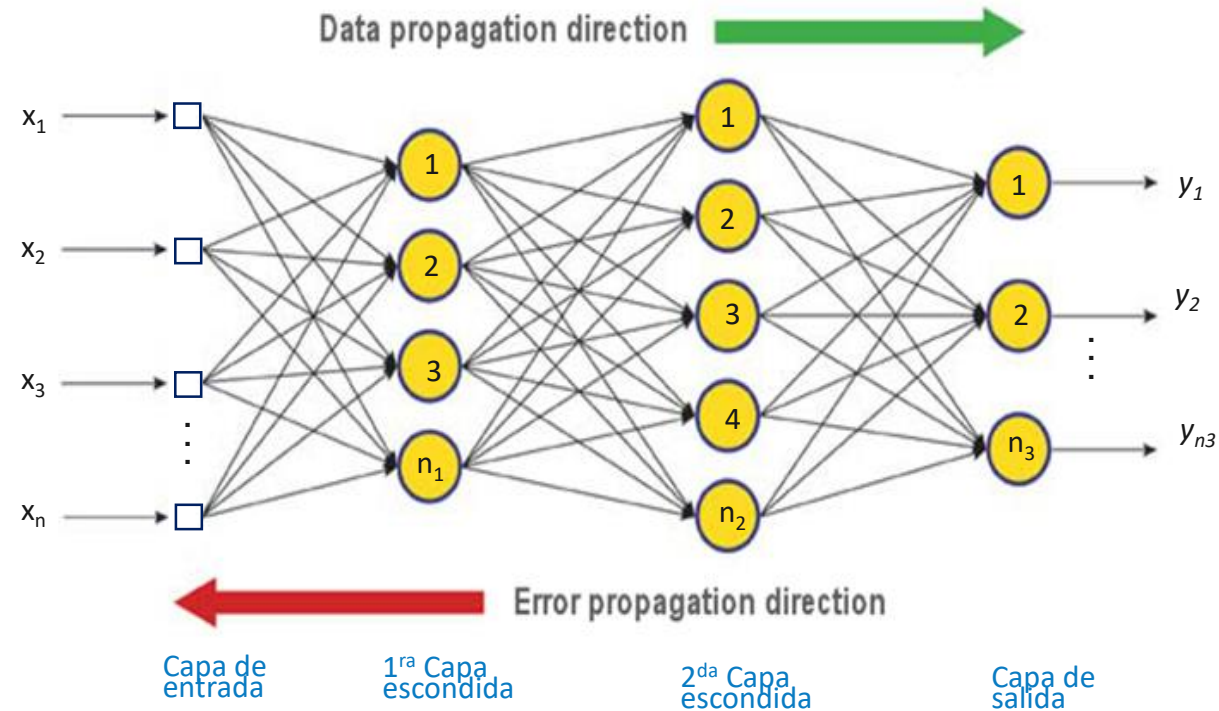 Data propagation direction
x₁
x₂
x₃
⋮
xₙ
1
2
3
n₁
1
2
3
4
n₂
1
2
⋮
n₃
y₁
y₂
yₙ₃
Error propagation direction
Capa de
entrada
1ʳᵃ Capa
escondida
2ᵈᵃ Capa
escondida
Capa de
salida